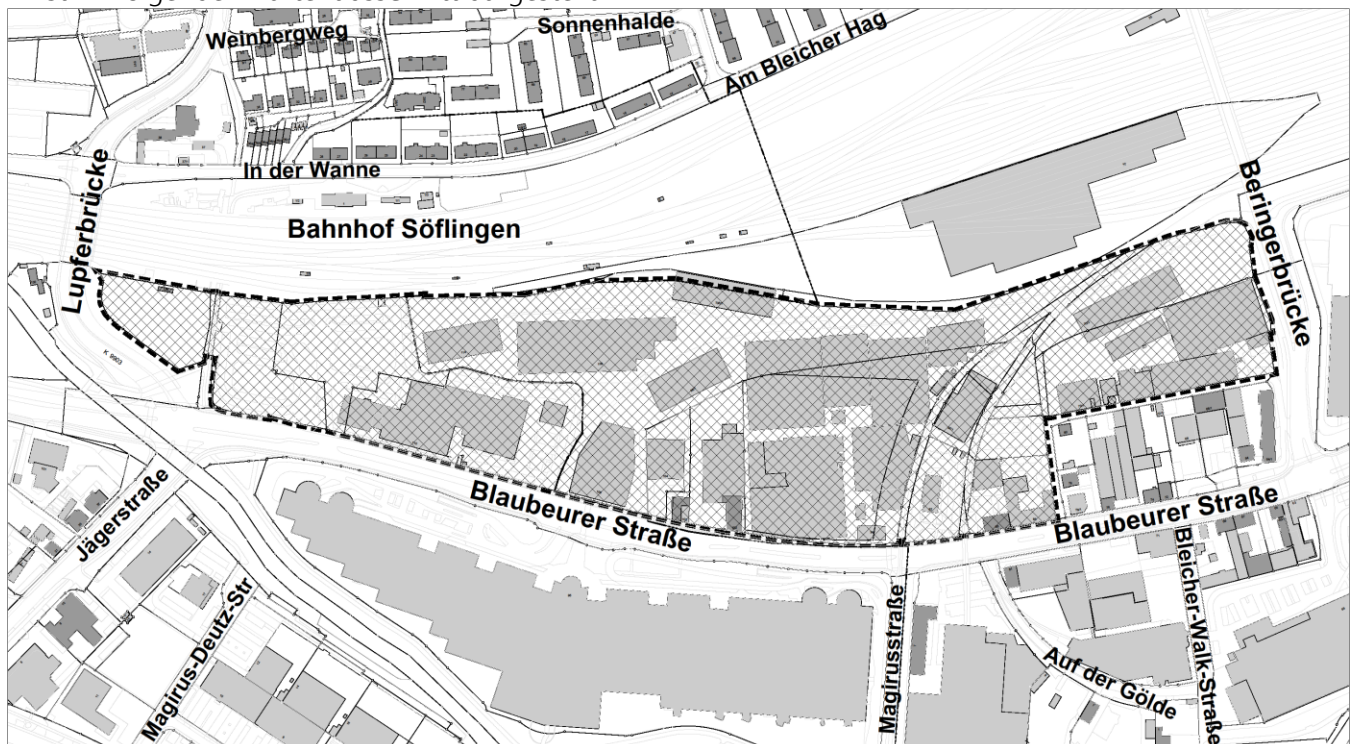 Weinbergweg
Sonnenhalde
Am Bleicher Hag
In der Wanne
Lupferbrücke
Bahnhof Söflingen
Beringerbrücke
K 9903
Blaubeurer Straße
Blaubeurer Straße
Jägerstraße
Magirus-Deutz-Str
Magirusstraße
Bleicher-Walk-Straße
Auf der Gölde